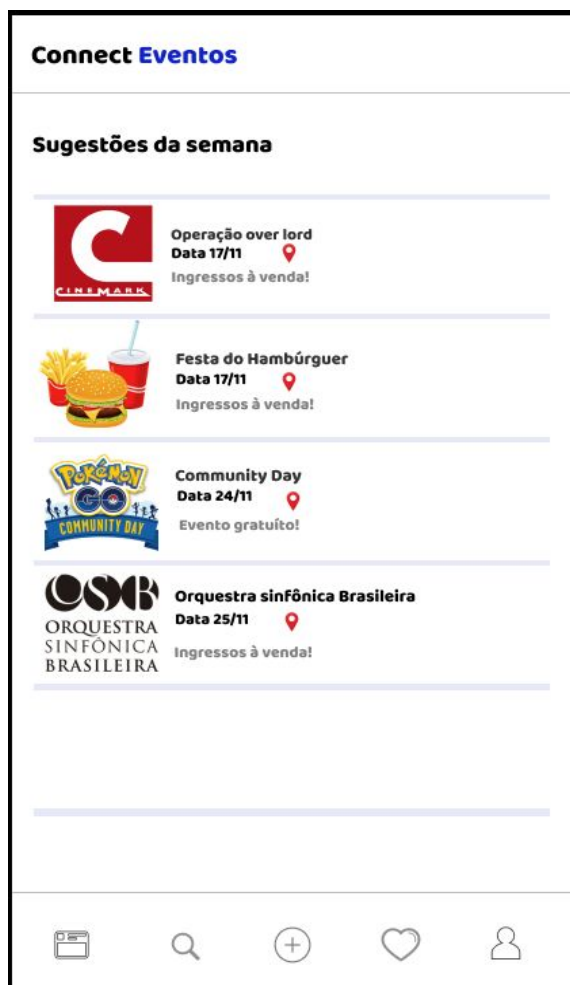 Connect Eventos
Sugestões da semana
CINEMARK
Operação over lord
Data 17/11
Ingressos à venda!
Festa do Hambúrguer
Data 17/11
Ingressos à venda!
POKÉMON
GO
COMMUNITY DAY
Community Day
Data 24/11
Evento gratuíto!
OSB
ORQUESTRA
SINFÔNICA
BRASILEIRA
Orquestra sinfônica Brasileira
Data 25/11
Ingressos à venda!